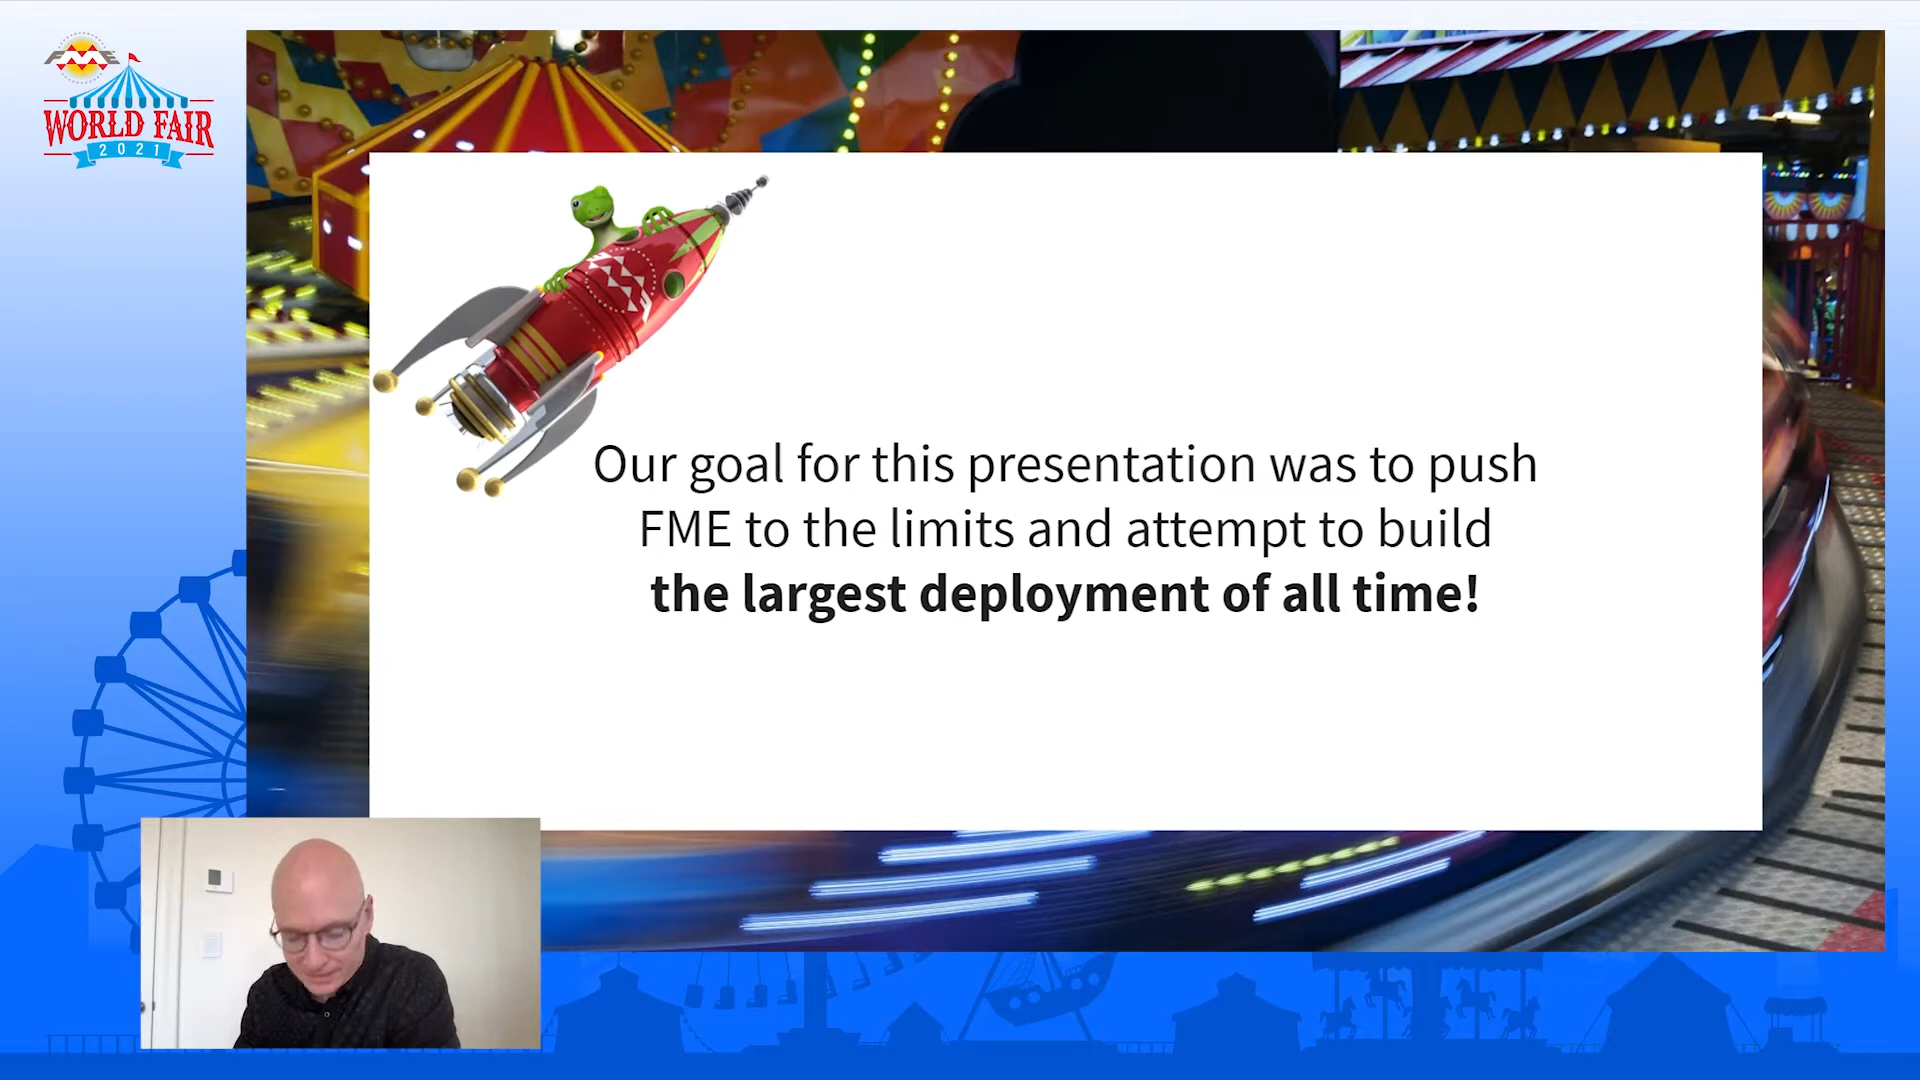 FME
WORLD FAIR
2021
FME
Our goal for this presentation was to push
FME to the limits and attempt to build
the largest deployment of all time!